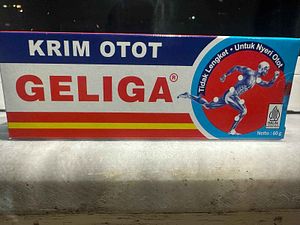 KRIM OTOT
GELIGA®
Tidak Lengket • Untuk Nyeri Otot
Netto : 60 g